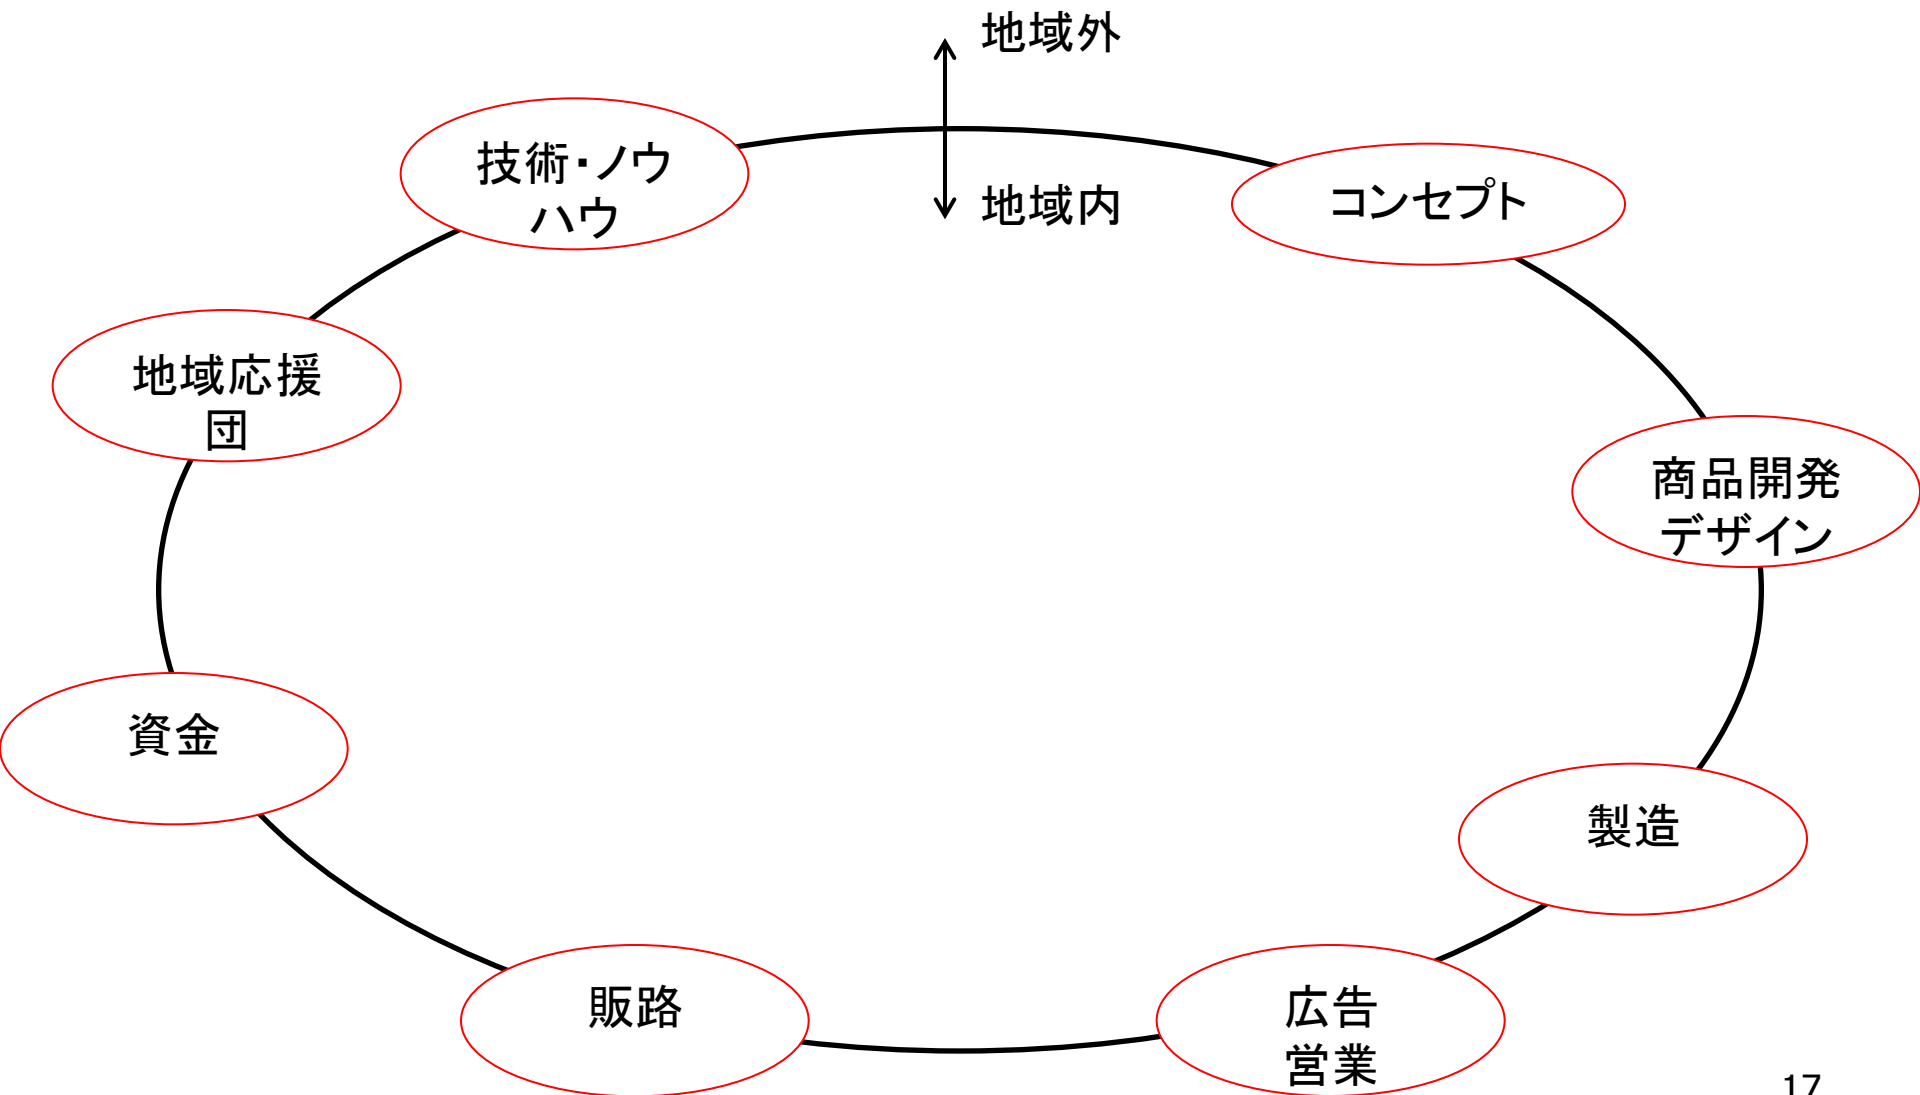 地域外
技術・ノウ
ハウ
地域内
コンセプト
地域応援
団
商品開発
デザイン
資金
製造
販路
広告
営業
17